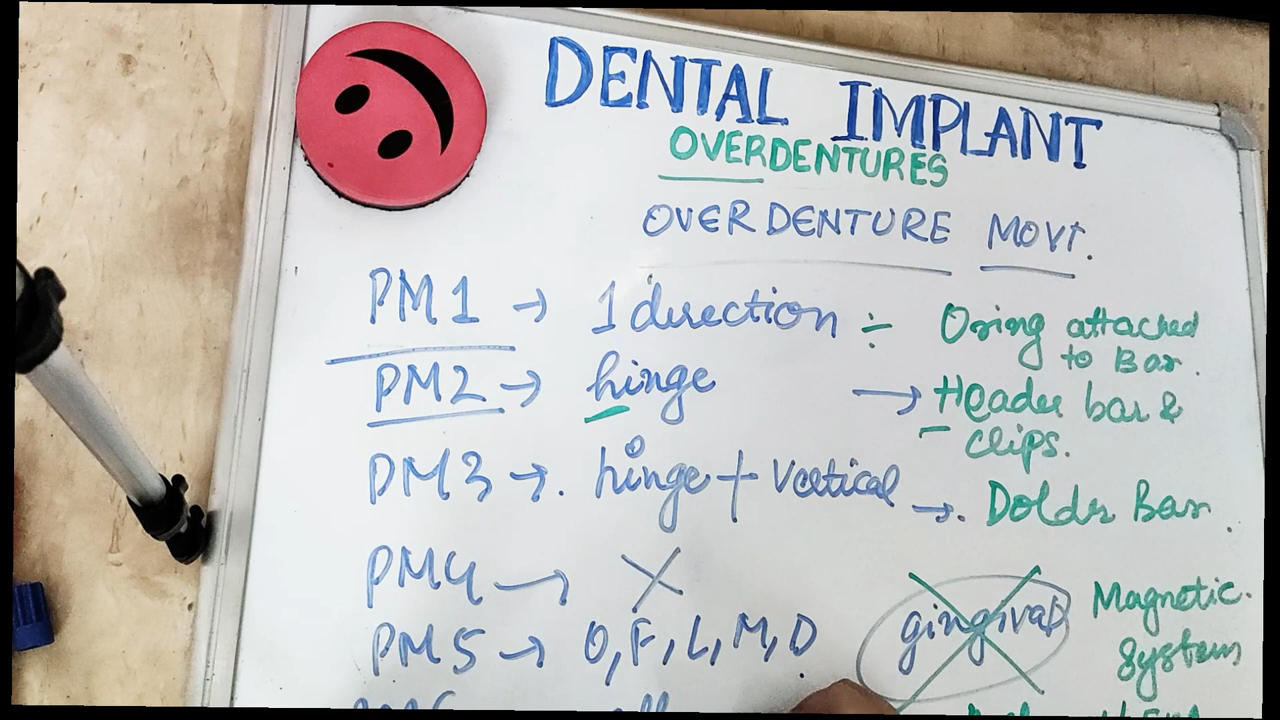 DENTAL IMPLANT
OVERDENTURES
OVERDENTURE MOVT.
PM1 → 1 direction ÷ Oring attached
to Bar.
PM2 → hinge → Header bar &
clips.
PM3 →. hinge + Vertical →. Dolder Bar.
PM4 → X
Magnetic.
PM5 → O, F, L, M, D gingival system